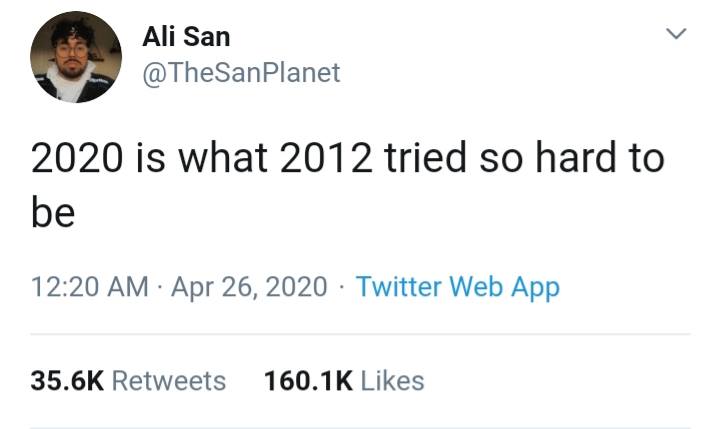 Ali San
@TheSanPlanet
2020 is what 2012 tried so hard to
be
12:20 AM · Apr 26, 2020 · Twitter Web App
35.6K Retweets 160.1K Likes